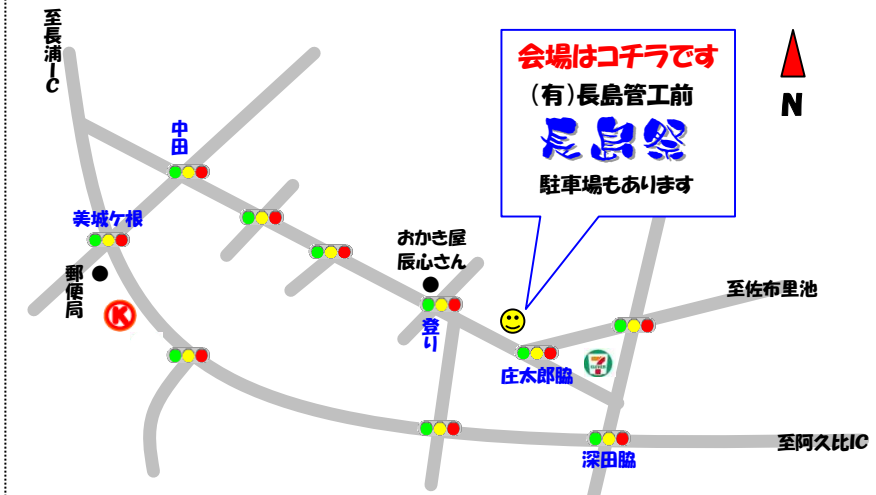 至長浦IC
会場はコチラです
(有)長島管工前
長島祭
駐車場もあります
N
中田
美城ケ根
郵便局
K
おかき屋
辰心さん
登り
至佐布里池
庄太郎脇
深田脇
至阿久比IC